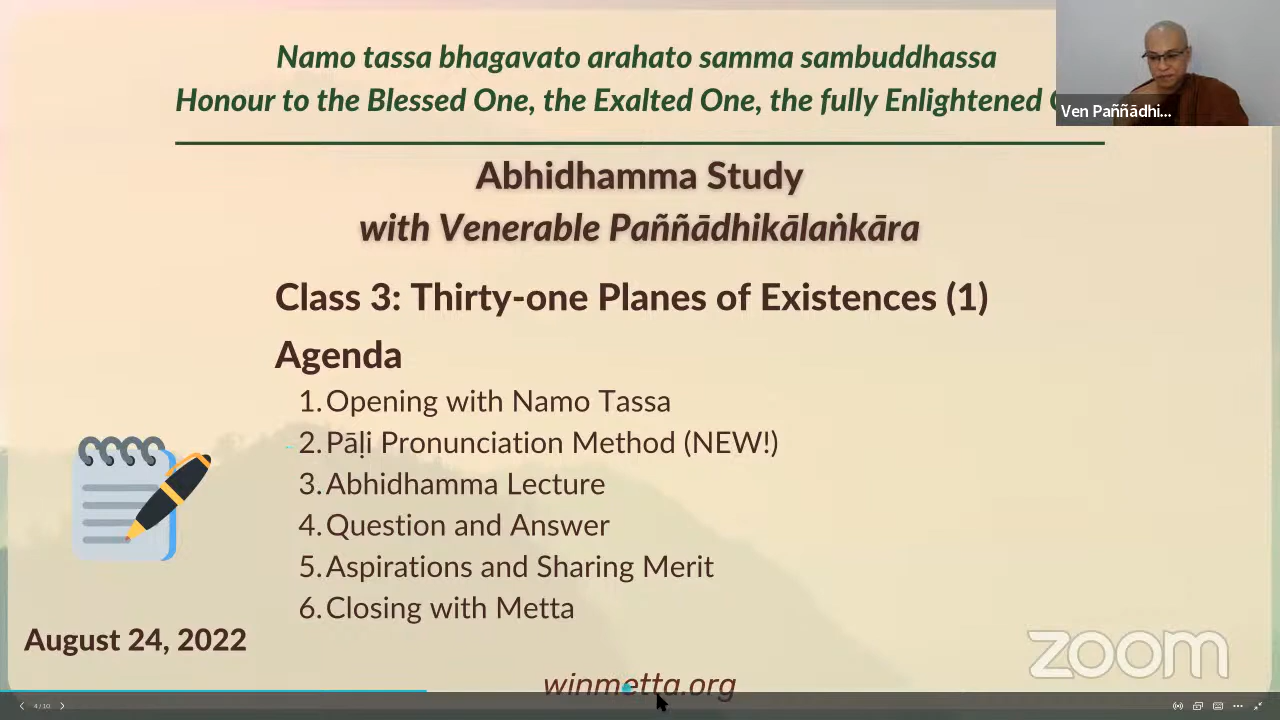 Namo tassa bhagavato arahato samma sambuddhassa
Honour to the Blessed One, the Exalted One, the fully Enlightened
Ven Paññādhi...
Abhidhamma Study
with Venerable Paññādhikālaṅkāra
Class 3: Thirty-one Planes of Existences (1)
Agenda
1. Opening with Namo Tassa
2. Pāḷi Pronunciation Method (NEW!)
3. Abhidhamma Lecture
4. Question and Answer
5. Aspirations and Sharing Merit
6. Closing with Metta
August 24, 2022
zoom
winmetta.org
4 / 10